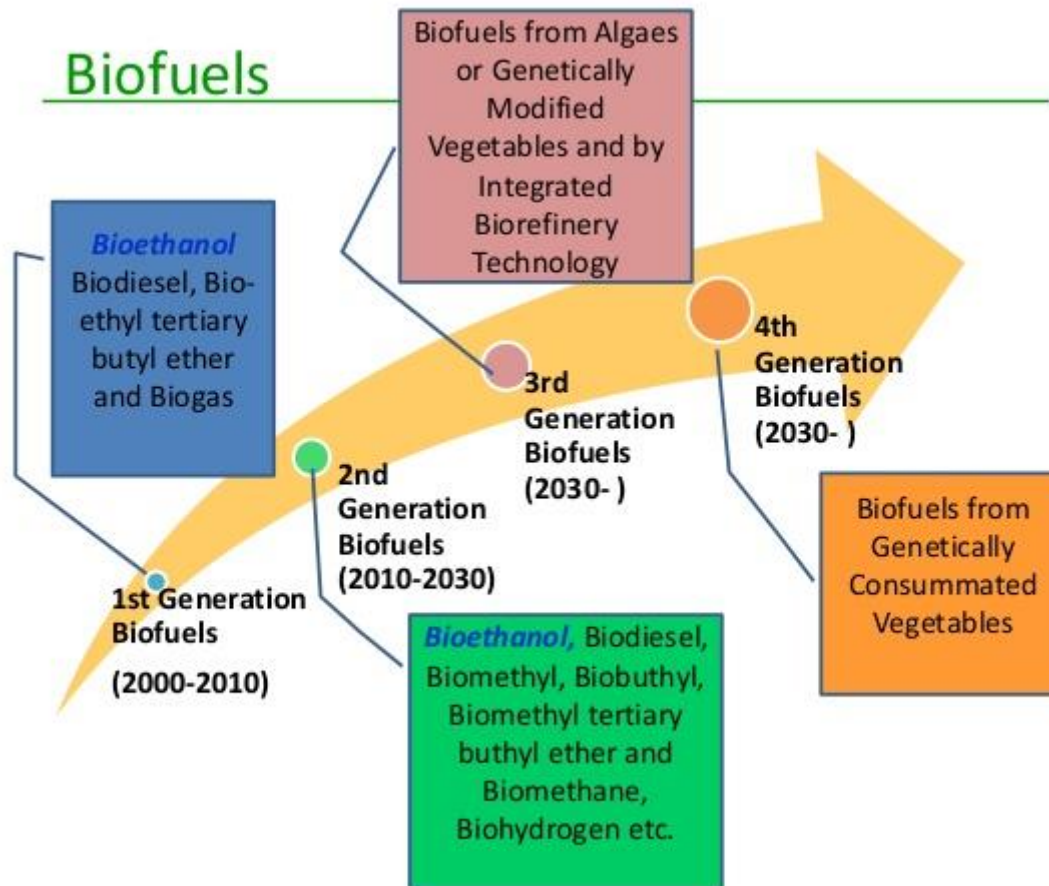 Biofuels
Biofuels from Algaes
or Genetically
Modified
Vegetables and by
Integrated
Biorefinery
Technology
Bioethanol
Biodiesel, Bio-
ethyl tertiary
butyl ether
and Biogas
4th
Generation
Biofuels
(2030- )
3rd
Generation
Biofuels
(2030- )
2nd
Generation
Biofuels
(2010-2030)
1st Generation
Biofuels
(2000-2010)
Biofuels from
Genetically
Consummated
Vegetables
Bioethanol, Biodiesel,
Biomethyl, Biobuthyl,
Biomethyl tertiary
buthyl ether and
Biomethane,
Biohydrogen etc.